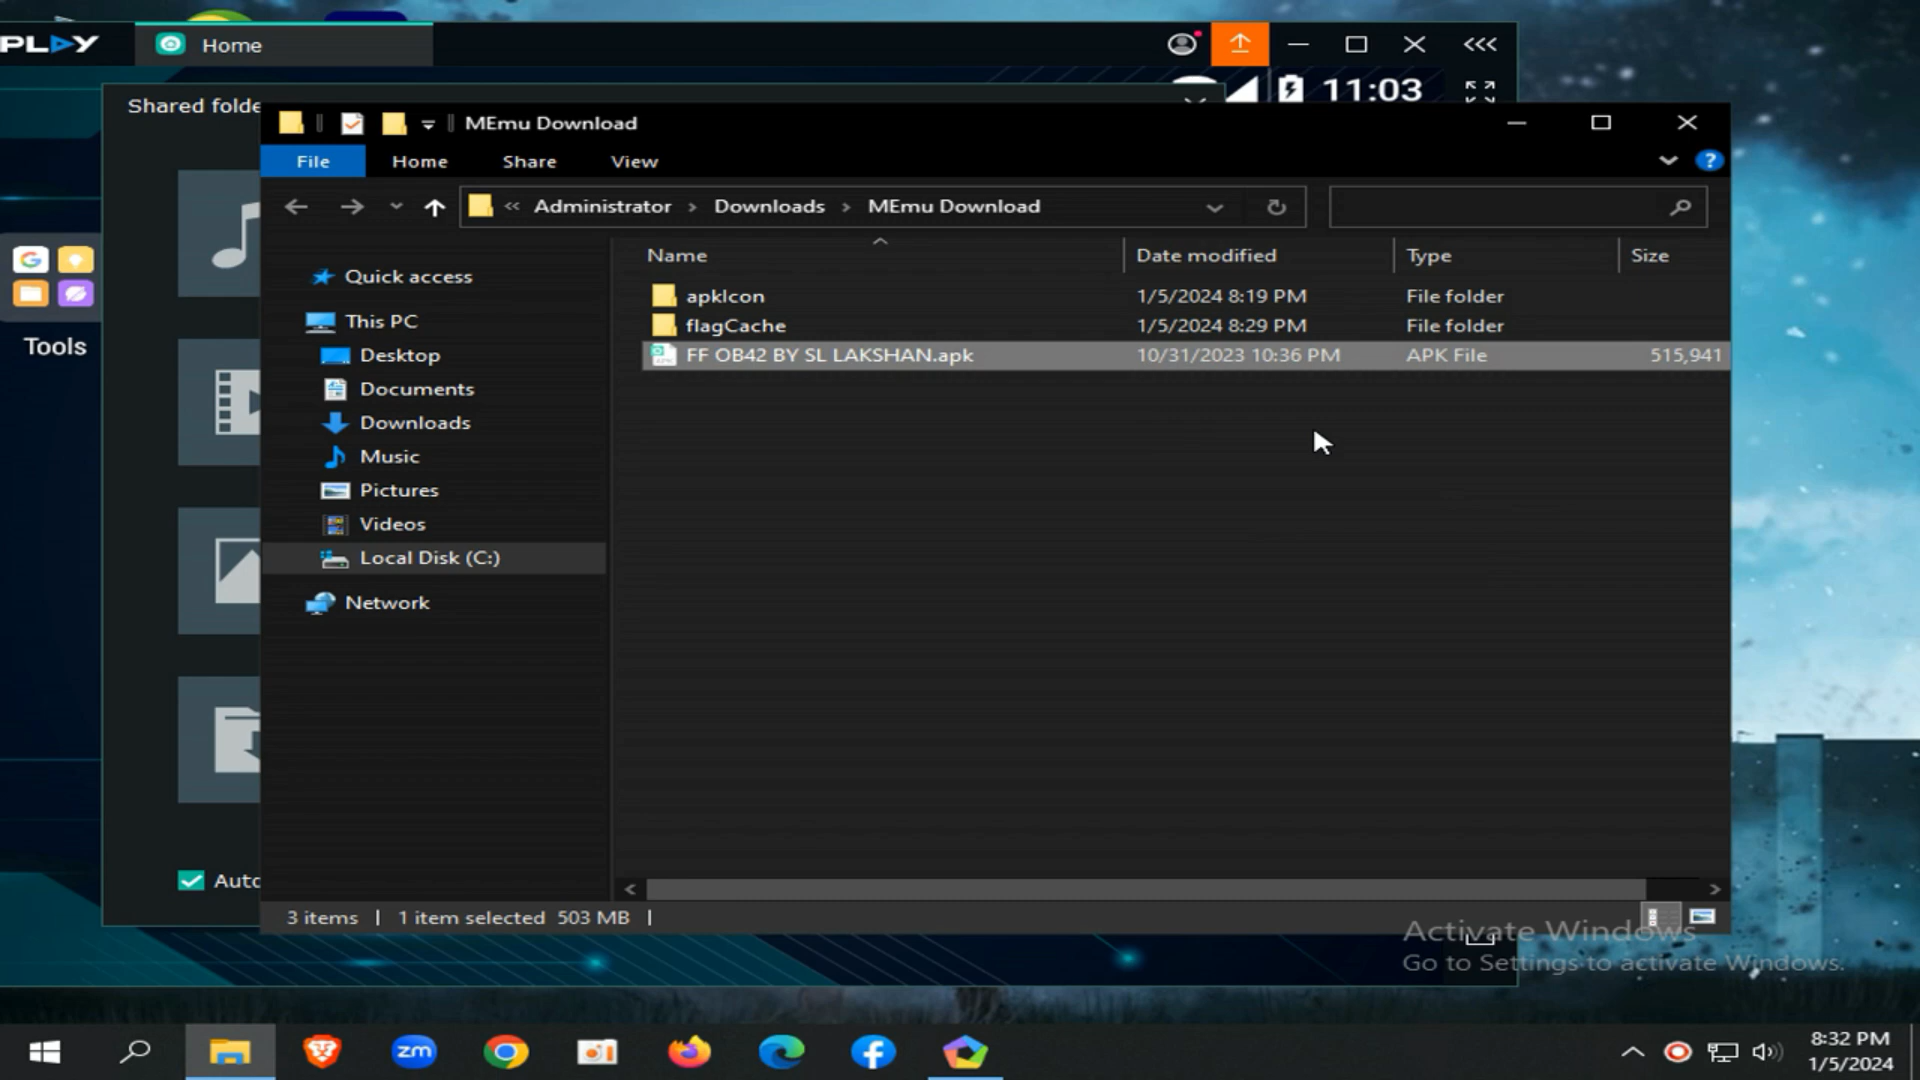 PLAY
Home
11:03
Shared folde
MEmu Download
File
Home
Share
View
?
« Administrator > Downloads > MEmu Download
Name
Date modified
Type
Size
apkIcon
1/5/2024 8:19 PM
File folder
flagCache
1/5/2024 8:29 PM
File folder
FF OB42 BY SL LAKSHAN.apk
10/31/2023 10:36 PM
APK File
515,941
Quick access
This PC
Desktop
Documents
Downloads
Music
Pictures
Videos
Local Disk (C:)
Network
Tools
Auto
3 items
1 item selected 503 MB
Activate Windows
Go to Settings to activate Windows.
zm
8:32 PM
1/5/2024